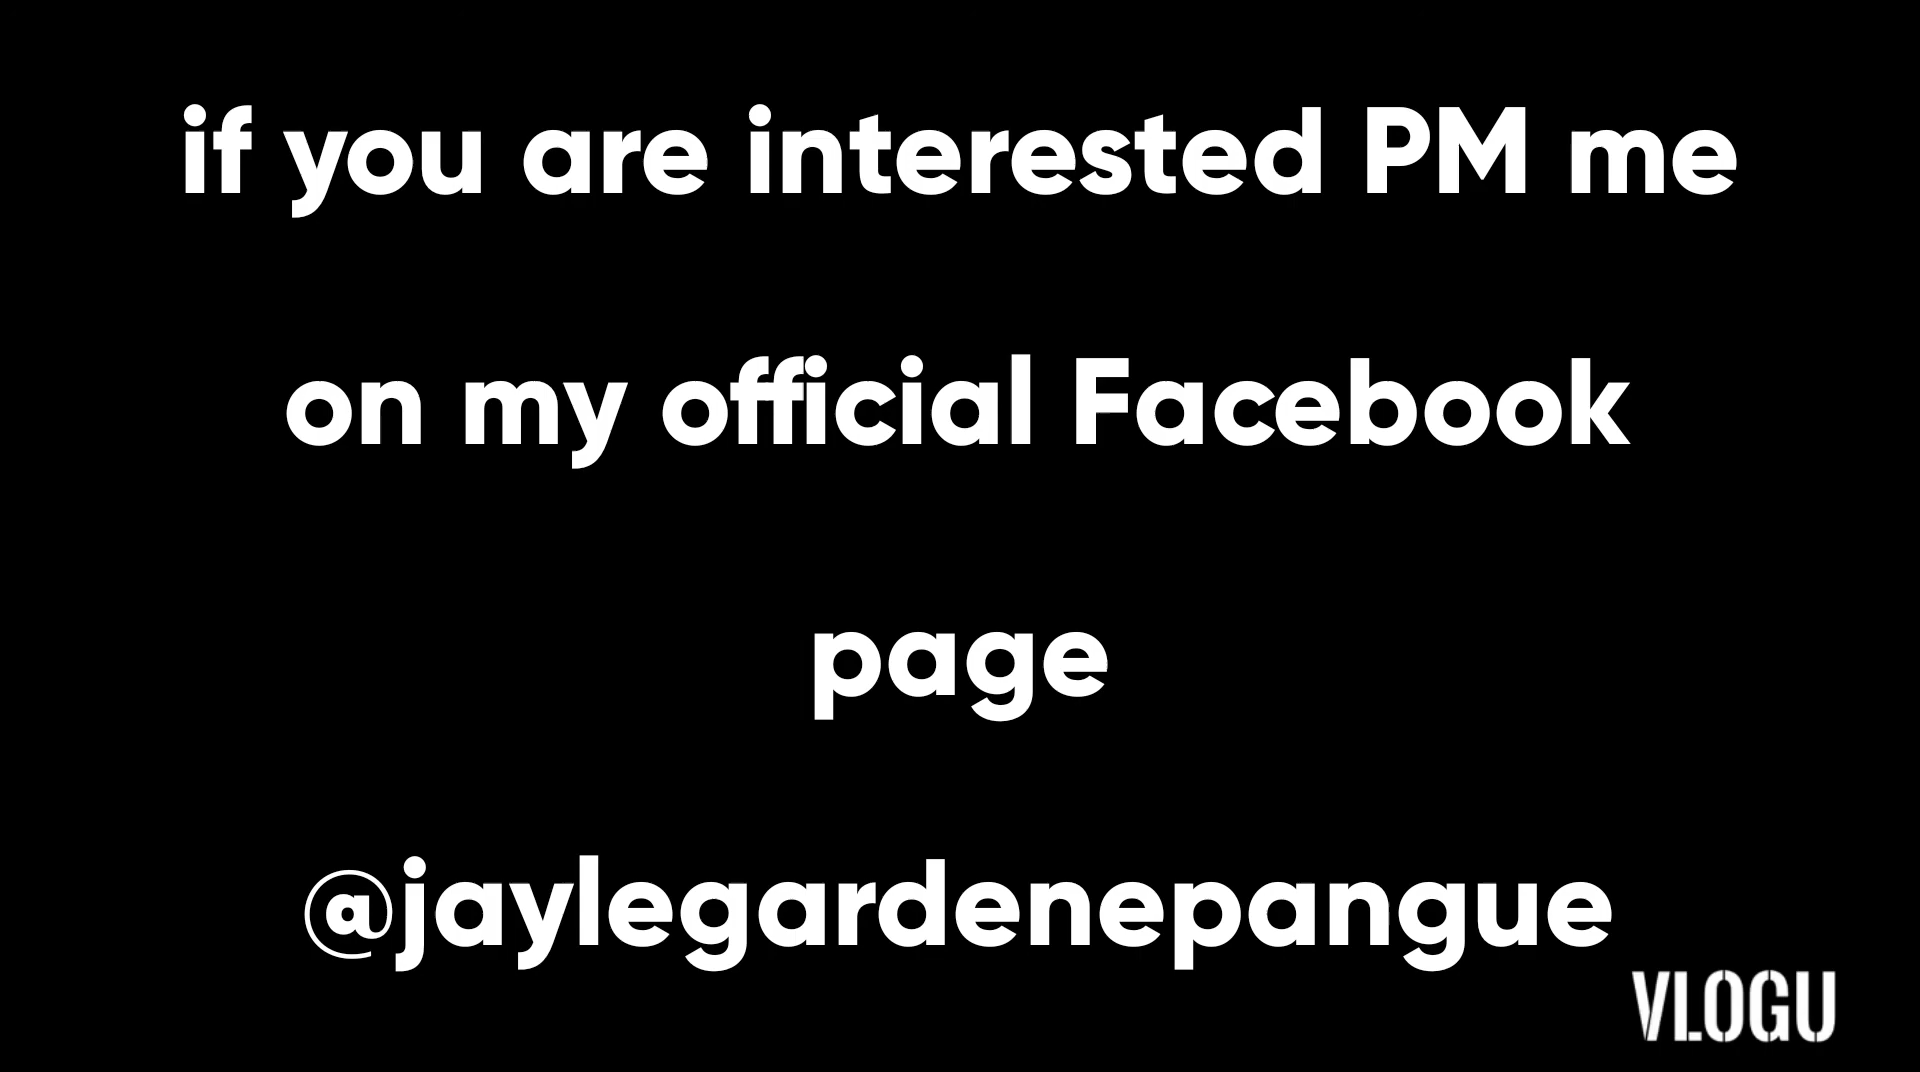 if you are interested PM me
on my official Facebook
page
@jaylegardenepangue
VLOGU